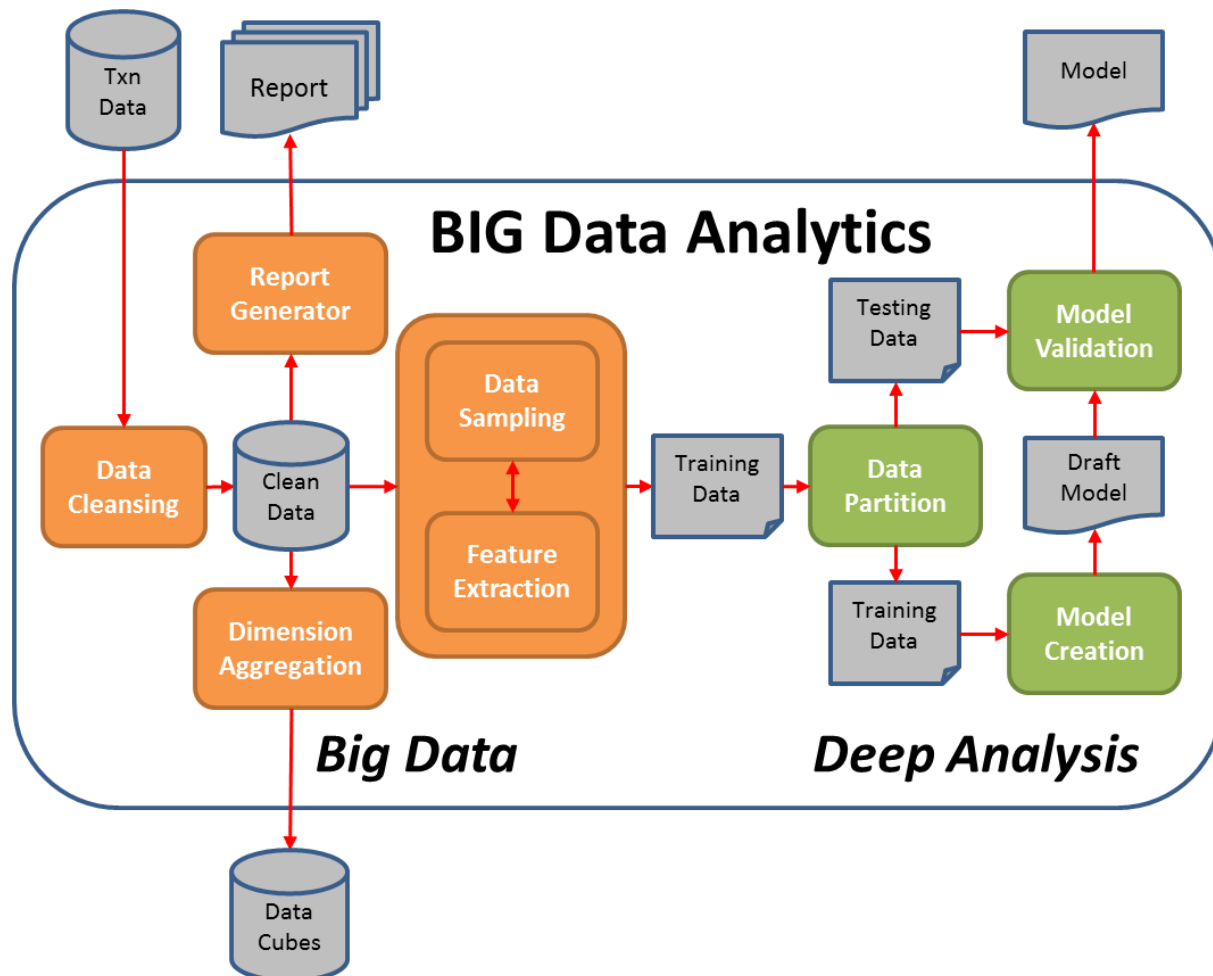 Txn
Data
Report
Model
BIG Data Analytics
Report
Generator
Testing
Data
Model
Validation
Data
Sampling
Data
Cleansing
Clean
Data
Training
Data
Data
Partition
Draft
Model
Feature
Extraction
Dimension
Aggregation
Training
Data
Model
Creation
Big Data
Deep Analysis
Data
Cubes